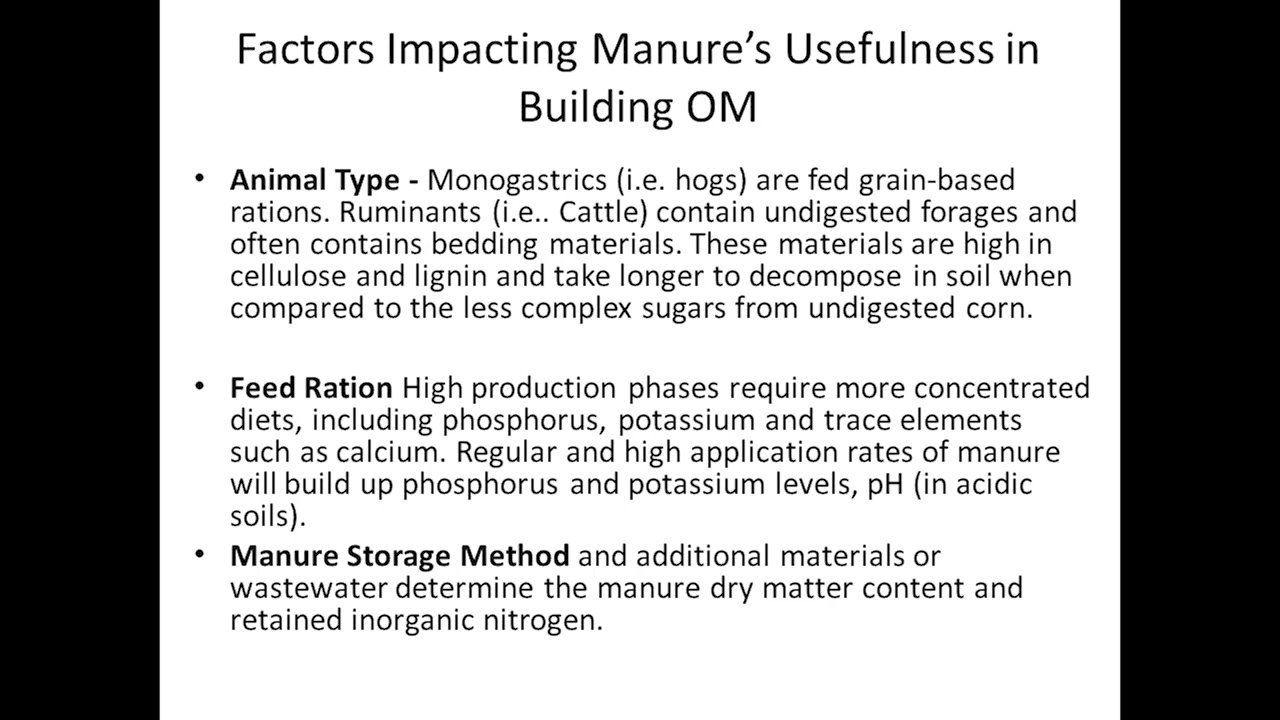 Factors Impacting Manure’s Usefulness in
Building OM
• Animal Type - Monogastrics (i.e. hogs) are fed grain-based
rations. Ruminants (i.e.. Cattle) contain undigested forages and
often contains bedding materials. These materials are high in
cellulose and lignin and take longer to decompose in soil when
compared to the less complex sugars from undigested corn.
• Feed Ration High production phases require more concentrated
diets, including phosphorus, potassium and trace elements
such as calcium. Regular and high application rates of manure
will build up phosphorus and potassium levels, pH (in acidic
soils).
• Manure Storage Method and additional materials or
wastewater determine the manure dry matter content and
retained inorganic nitrogen.